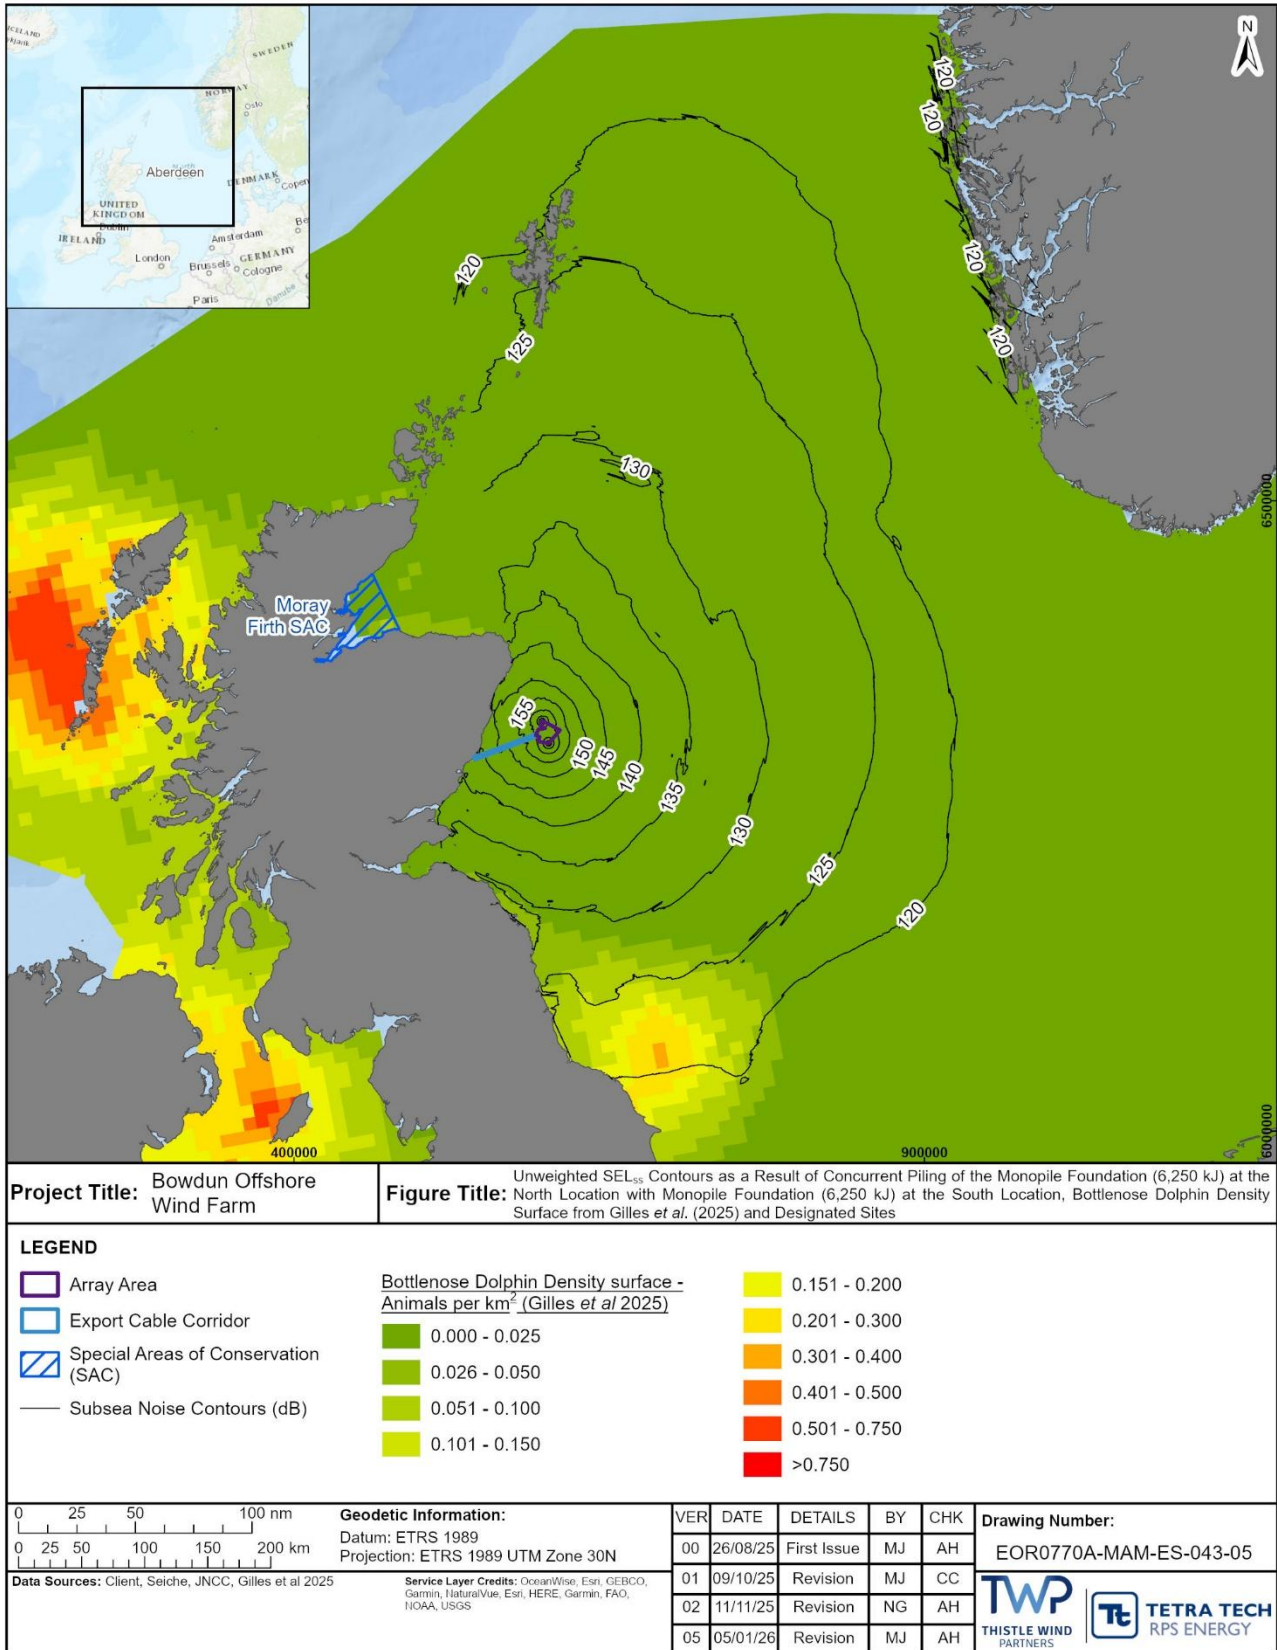 ICELAND
NORWAY
SWEDEN
Oslo
Aberdeen
DENMARK
Copen
UNITED
KINGDOM
Dublin
IRELAND
London
Amsterdam
Brussels
GERMANY
Cologne
Paris
Danube
Be
N
120
120
120
120
120
125
130
Moray
Firth SAC
155
150
145
140
135
130
125
120
6500000
6000000
400000
900000
Project Title: Bowdun Offshore
Wind Farm
Figure Title: Unweighted SELss Contours as a Result of Concurrent Piling of the Monopile Foundation (6,250 kJ) at the
North Location with Monopile Foundation (6,250 kJ) at the South Location, Bottlenose Dolphin Density
Surface from Gilles et al. (2025) and Designated Sites
LEGEND
Array Area
Export Cable Corridor
Special Areas of Conservation
(SAC)
Subsea Noise Contours (dB)
Bottlenose Dolphin Density surface -
Animals per km² (Gilles et al 2025)
0.000 - 0.025
0.026 - 0.050
0.051 - 0.100
0.101 - 0.150
0.151 - 0.200
0.201 - 0.300
0.301 - 0.400
0.401 - 0.500
0.501 - 0.750
>0.750
0 25 50 100 nm
0 25 50 100 150 200 km
Geodetic Information:
Datum: ETRS 1989
Projection: ETRS 1989 UTM Zone 30N
Data Sources: Client, Seiche, JNCC, Gilles et al 2025
Service Layer Credits: OceanWise, Esri, GEBCO,
Garmin, NaturalVue, Esri, HERE, Garmin, FAO,
NOAA, USGS
VER DATE DETAILS BY CHK
00 26/08/25 First Issue MJ AH
01 09/10/25 Revision MJ CC
02 11/11/25 Revision NG AH
05 05/01/26 Revision MJ AH
Drawing Number:
EOR0770A-MAM-ES-043-05
TWP
THISTLE WIND
PARTNERS
Tt
TETRA TECH
RPS ENERGY